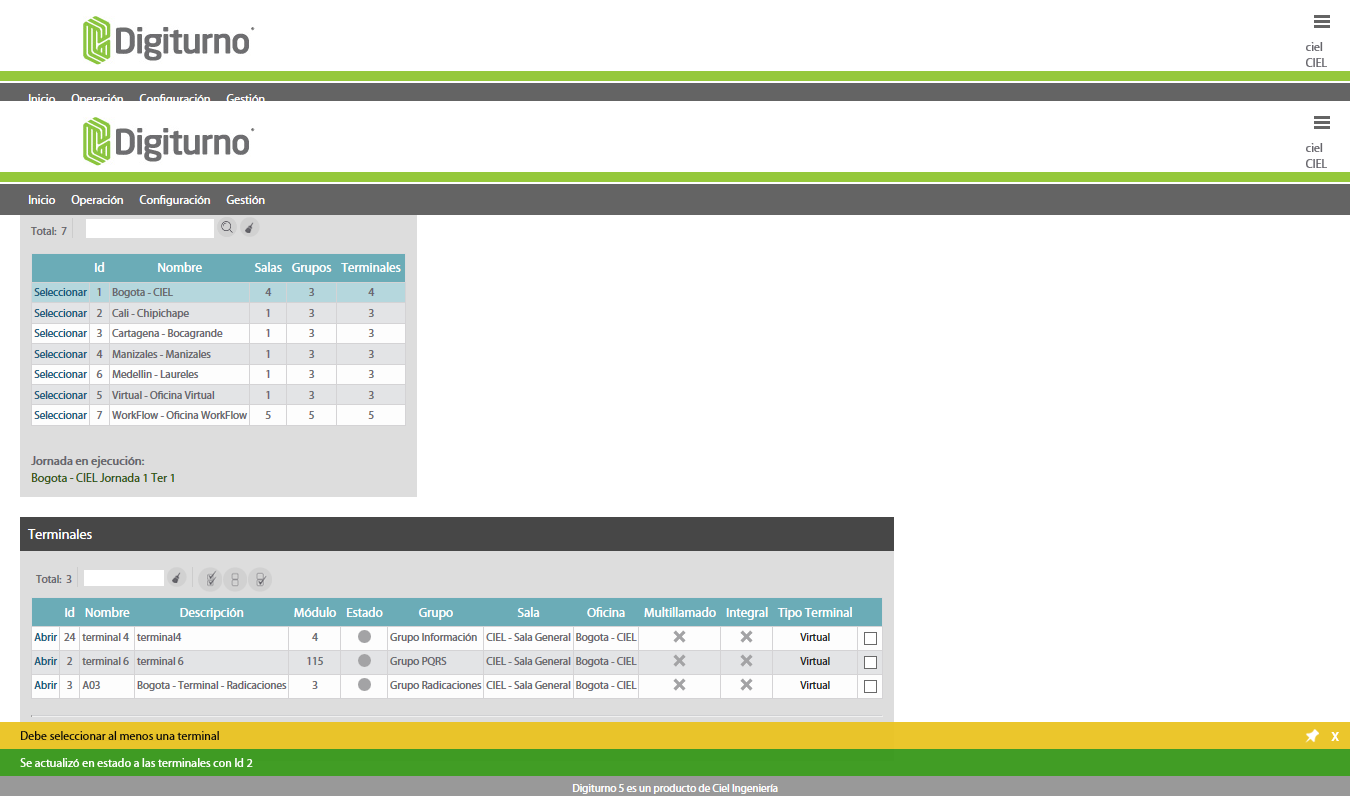 Digiturno
ciel
CIEL
Inicio Operación Configuración Gestión
Digiturno
ciel
CIEL
Inicio Operación Configuración Gestión
Total: 7
Id Nombre Salas Grupos Terminales
Seleccionar 1 Bogota - CIEL 4 3 4
Seleccionar 2 Cali - Chipichape 1 3 3
Seleccionar 3 Cartagena - Bocagrande 1 3 3
Seleccionar 4 Manizales - Manizales 1 3 3
Seleccionar 6 Medellin - Laureles 1 3 3
Seleccionar 5 Virtual - Oficina Virtual 1 3 3
Seleccionar 7 WorkFlow - Oficina WorkFlow 5 5 5
Jornada en ejecución:
Bogota - CIEL Jornada 1 Ter 1
Terminales
Total: 3
Id Nombre Descripción Módulo Estado Grupo Sala Oficina Multillamado Integral Tipo Terminal
Abrir 24 terminal 4 terminal4 4 Grupo Información CIEL - Sala General Bogota - CIEL Virtual
Abrir 2 terminal 6 terminal 6 115 Grupo PQRS CIEL - Sala General Bogota - CIEL Virtual
Abrir 3 A03 Bogota - Terminal - Radicaciones 3 Grupo Radicaciones CIEL - Sala General Bogota - CIEL Virtual
Debe seleccionar al menos una terminal X
Se actualizó en estado a las terminales con Id 2
Digiturno 5 es un producto de Ciel Ingeniería